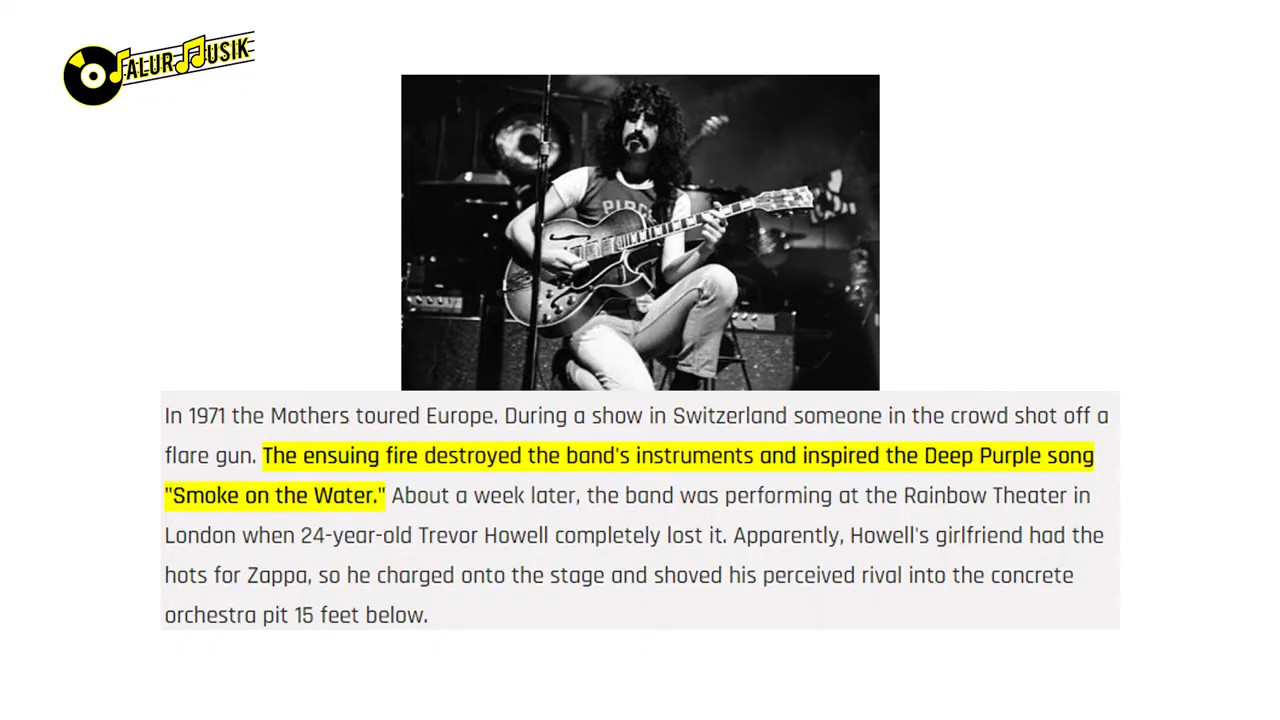 JALUR MUSIK
PIPCO
In 1971 the Mothers toured Europe. During a show in Switzerland someone in the crowd shot off a
flare gun. The ensuing fire destroyed the band's instruments and inspired the Deep Purple song
"Smoke on the Water." About a week later, the band was performing at the Rainbow Theater in
London when 24-year-old Trevor Howell completely lost it. Apparently, Howell's girlfriend had the
hots for Zappa, so he charged onto the stage and shoved his perceived rival into the concrete
orchestra pit 15 feet below.